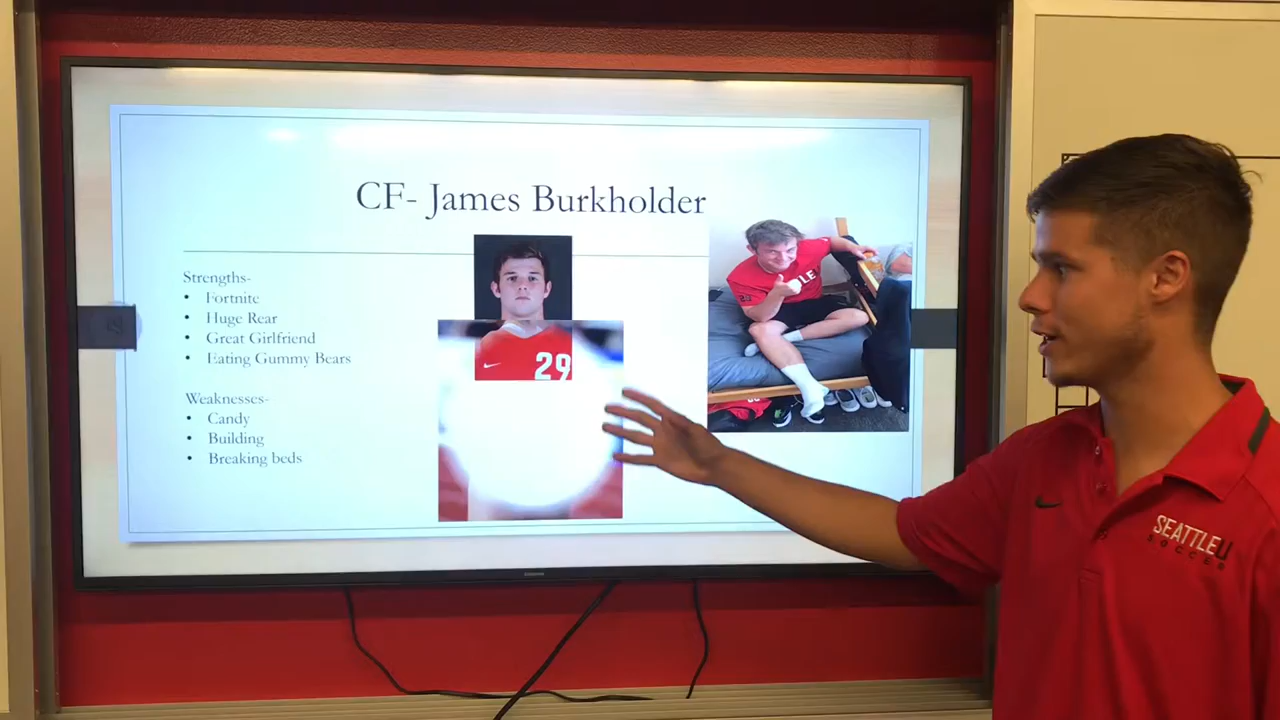 CF- James Burkholder
Strengths-
• Fortnite
• Huge Rear
• Great Girlfriend
• Eating Gummy Bears
Weaknesses-
• Candy
• Building
• Breaking beds
29
SEATTLEU
SOCCER